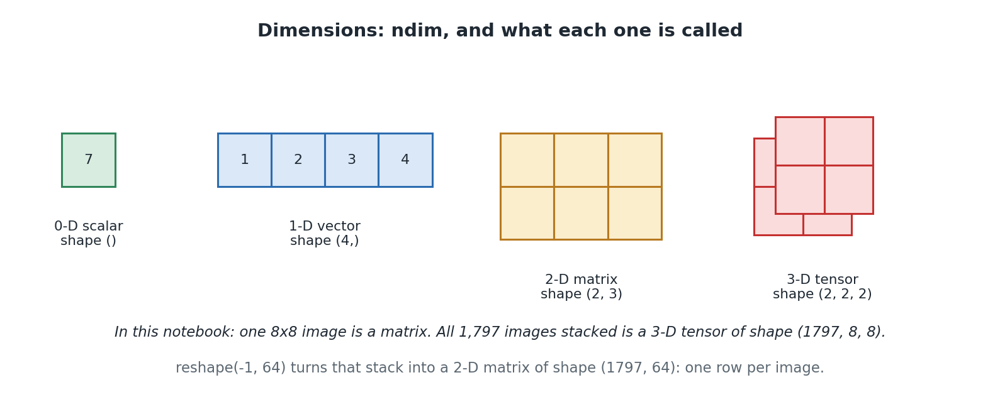 Dimensions: ndim, and what each one is called
7
1 2 3 4
0-D scalar
shape ()
1-D vector
shape (4,)
2-D matrix
shape (2, 3)
3-D tensor
shape (2, 2, 2)
In this notebook: one 8x8 image is a matrix. All 1,797 images stacked is a 3-D tensor of shape (1797, 8, 8).
reshape(-1, 64) turns that stack into a 2-D matrix of shape (1797, 64): one row per image.